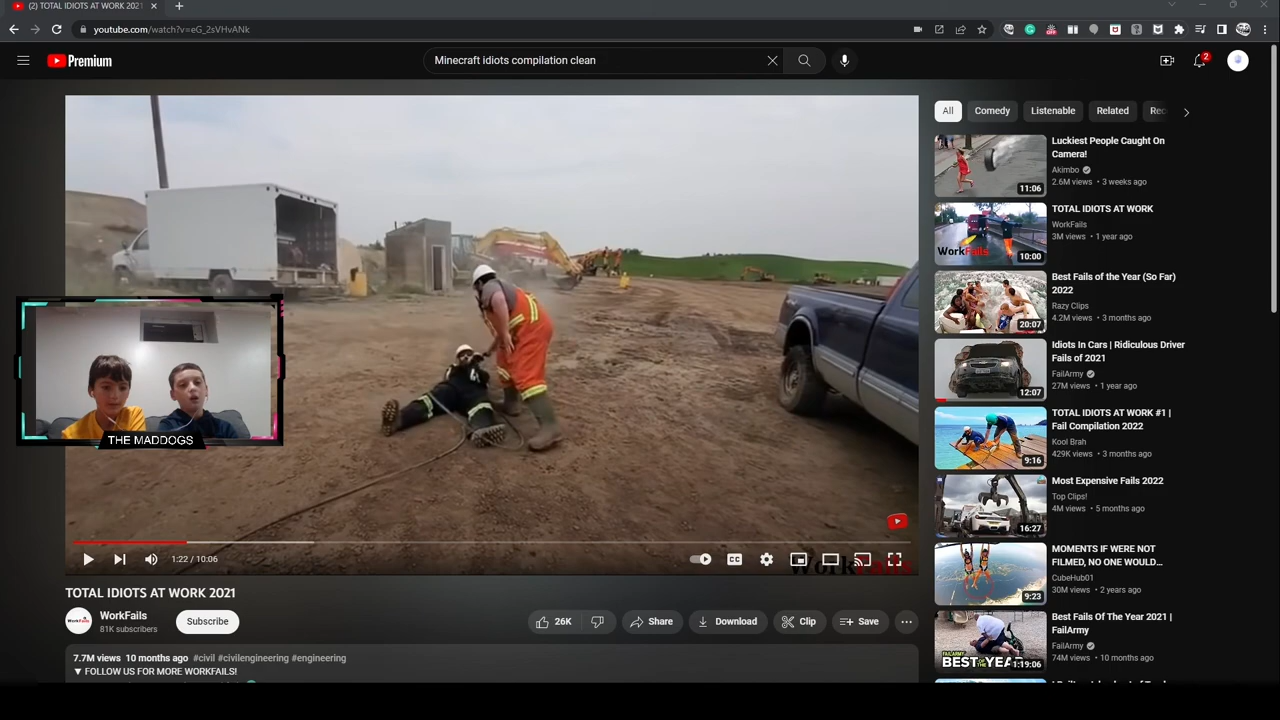 (2) TOTAL IDIOTS AT WORK 2021
youtube.com/watch?v=eG_2sVHvANk
Premium
Minecraft idiots compilation clean
2
THE MADDOGS
1:22 / 10:06
CC
TOTAL IDIOTS AT WORK 2021
WorkFails
81K subscribers
Subscribe
26K
Share
Download
Clip
Save
7.7M views 10 months ago #civil #civilengineering #engineering
▼ FOLLOW US FOR MORE WORKFAILS!
All
Comedy
Listenable
Related
Luckiest People Caught On
Camera!
Akimbo
2.6M views • 3 weeks ago
11:06
TOTAL IDIOTS AT WORK
WorkFails
3M views • 1 year ago
WorkFails
10:00
Best Fails of the Year (So Far)
2022
Razy Clips
4.2M views • 3 months ago
20:07
Idiots In Cars | Ridiculous Driver
Fails of 2021
FailArmy
27M views • 1 year ago
12:07
TOTAL IDIOTS AT WORK #1 |
Fail Compilation 2022
Kool Brah
429K views • 3 months ago
9:16
Most Expensive Fails 2022
Top Clips!
4M views • 5 months ago
16:27
MOMENTS IF WERE NOT
FILMED, NO ONE WOULD...
CubeHub01
30M views • 2 years ago
9:23
Best Fails Of The Year 2021 |
FailArmy
FailArmy
74M views • 10 months ago
FAILARMY
BEST OF THE YEAR
1:19:06